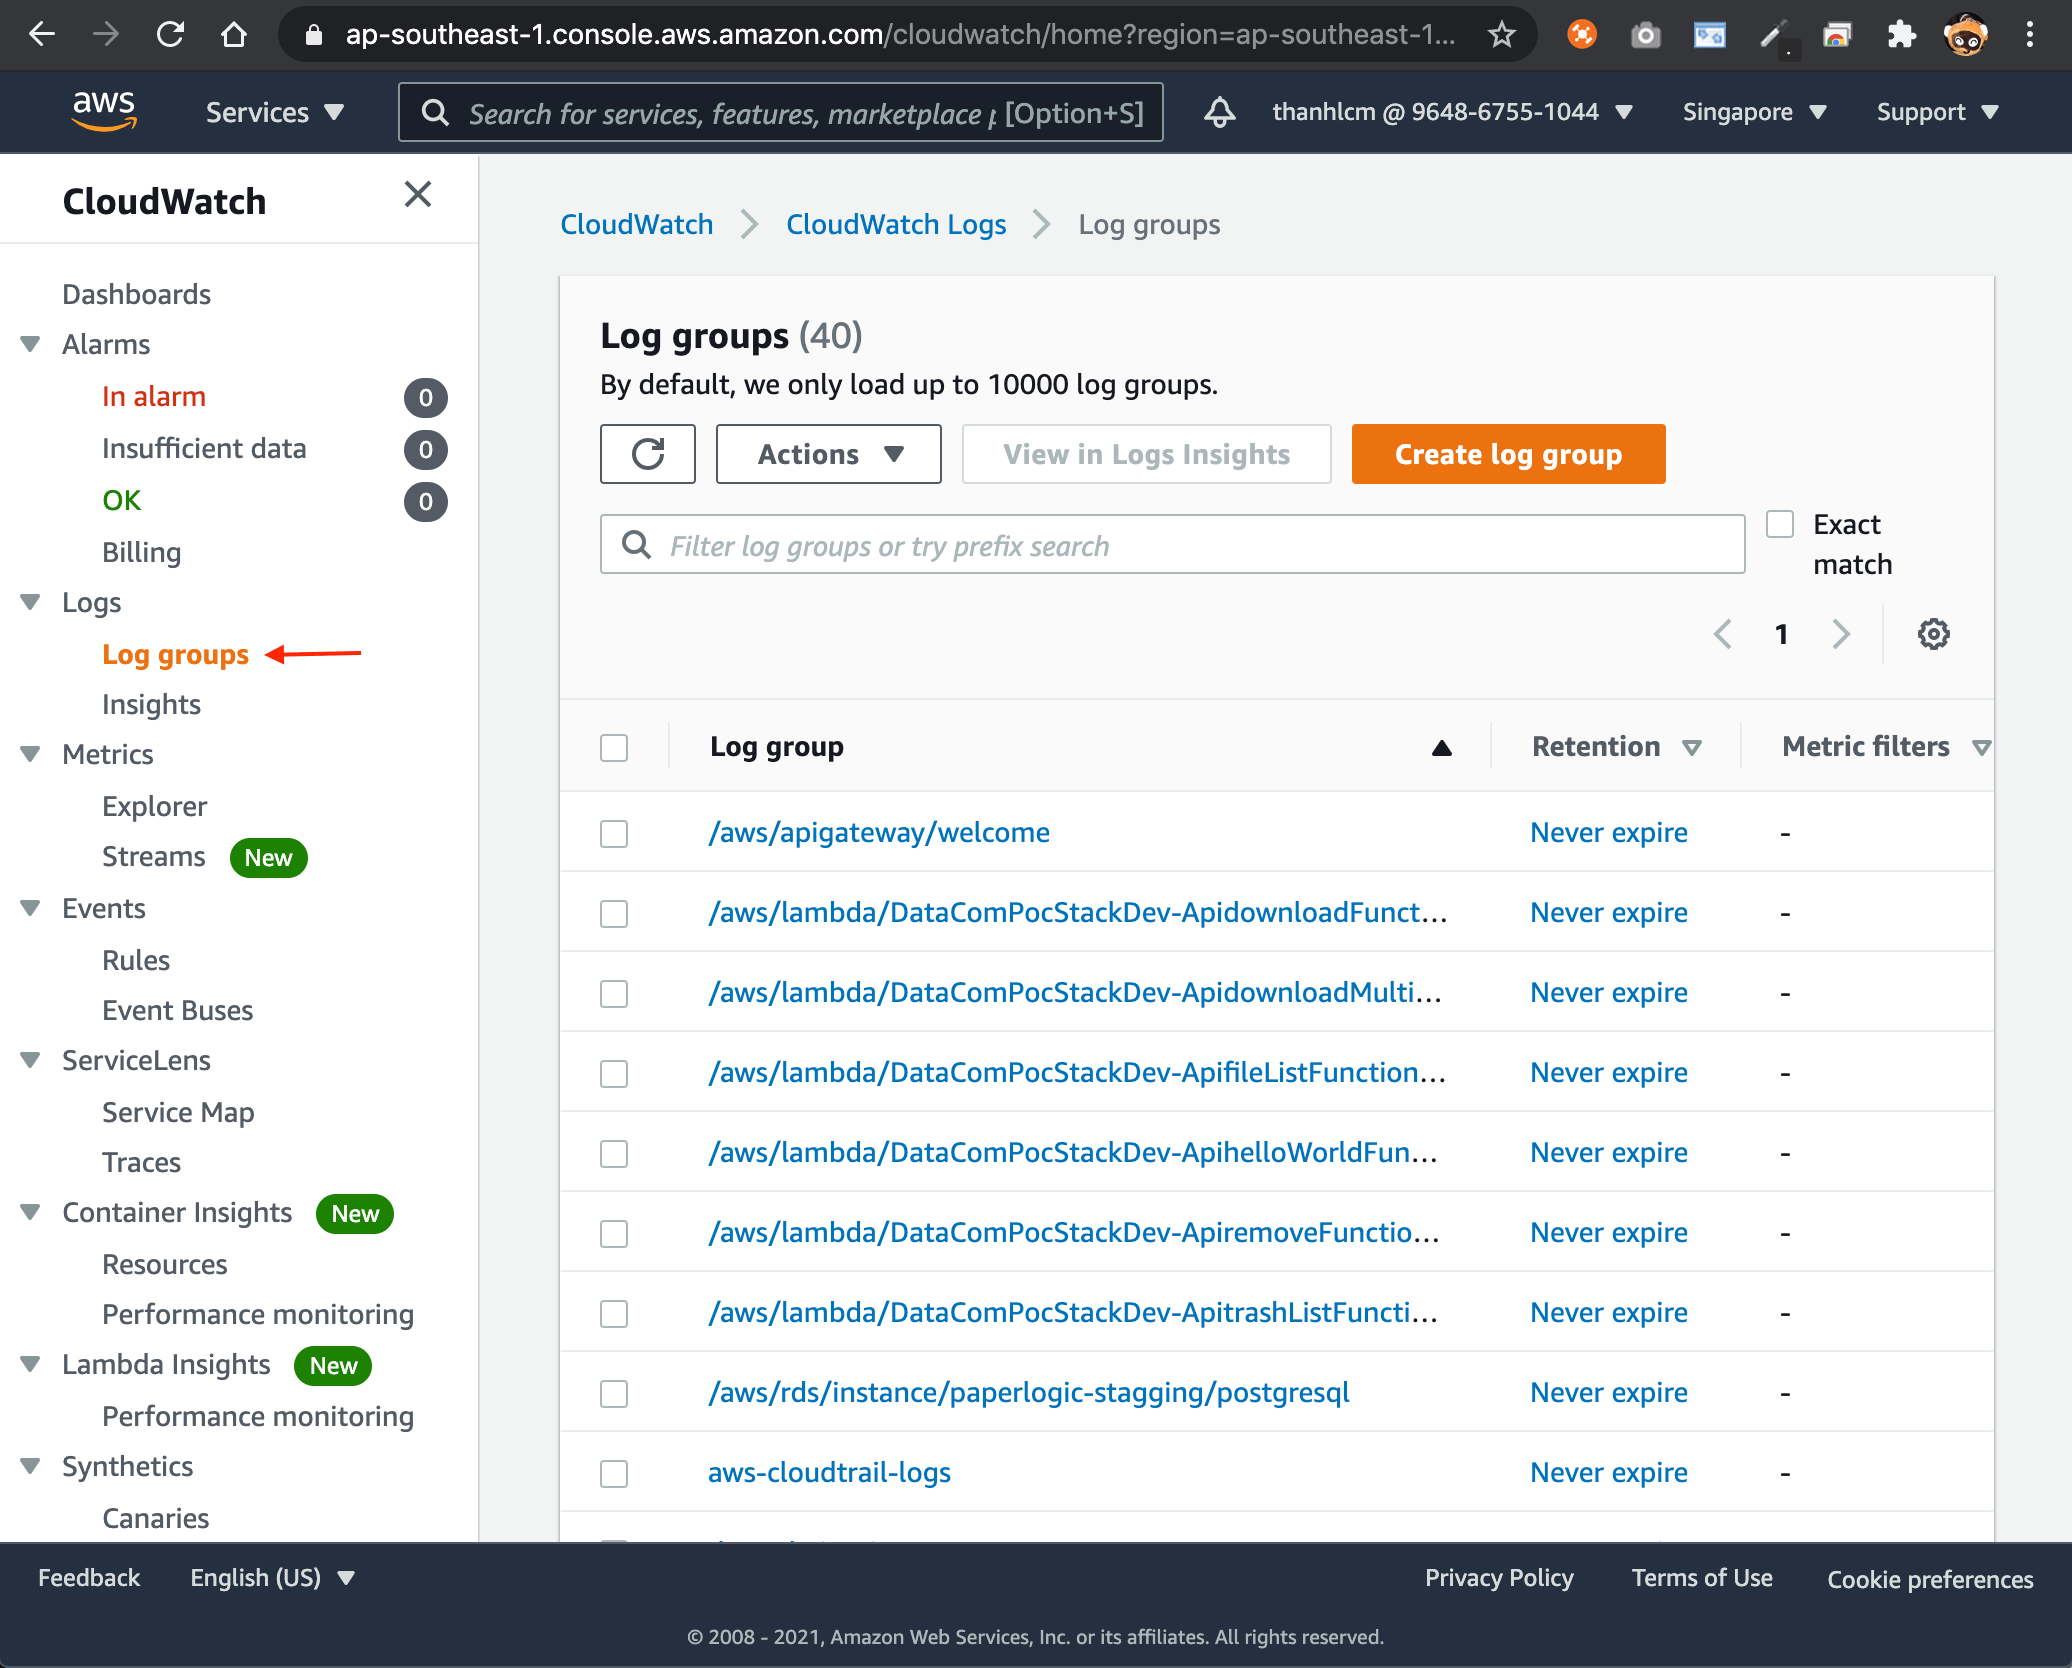 ap-southeast-1.console.aws.amazon.com/cloudwatch/home?region=ap-southeast-1...
aws
Services
Search for services, features, marketplace p [Option+S]
thanhlcm @ 9648-6755-1044
Singapore
Support
CloudWatch
Dashboards
Alarms
In alarm 0
Insufficient data 0
OK 0
Billing
Logs
Log groups
Insights
Metrics
Explorer
Streams New
Events
Rules
Event Buses
ServiceLens
Service Map
Traces
Container Insights New
Resources
Performance monitoring
Lambda Insights New
Performance monitoring
Synthetics
Canaries
CloudWatch
CloudWatch Logs
Log groups
Log groups (40)
By default, we only load up to 10000 log groups.
Actions
View in Logs Insights
Create log group
Filter log groups or try prefix search
Exact
match
1
Log group Retention Metric filters
/aws/apigateway/welcome Never expire -
/aws/lambda/DataComPocStackDev-ApidownloadFunct... Never expire -
/aws/lambda/DataComPocStackDev-ApidownloadMulti... Never expire -
/aws/lambda/DataComPocStackDev-ApifileListFunction... Never expire -
/aws/lambda/DataComPocStackDev-ApihelloWorldFun... Never expire -
/aws/lambda/DataComPocStackDev-ApiremoveFunctio... Never expire -
/aws/lambda/DataComPocStackDev-ApitrashListFuncti... Never expire -
/aws/rds/instance/paperlogic-stagging/postgresql Never expire -
aws-cloudtrail-logs Never expire -
Feedback
English (US)
Privacy Policy
Terms of Use
Cookie preferences
© 2008 - 2021, Amazon Web Services, Inc. or its affiliates. All rights reserved.